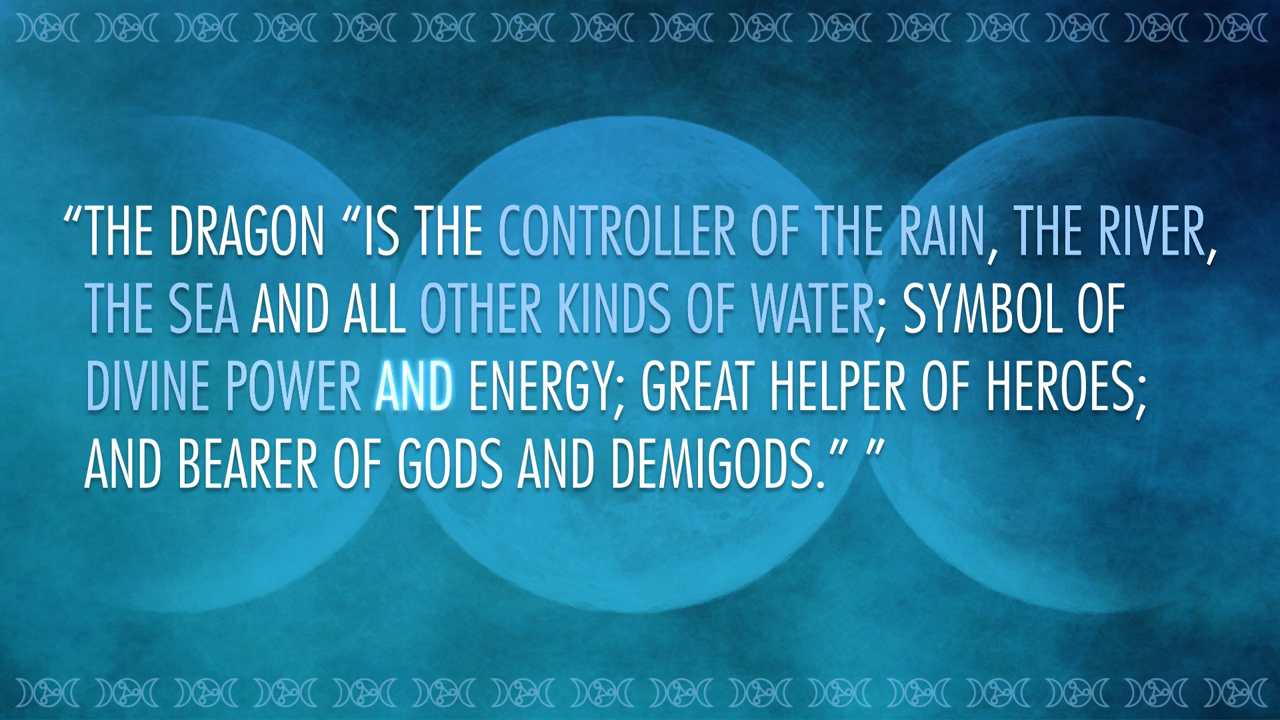 “THE DRAGON “IS THE CONTROLLER OF THE RAIN, THE RIVER,
THE SEA AND ALL OTHER KINDS OF WATER; SYMBOL OF
DIVINE POWER AND ENERGY; GREAT HELPER OF HEROES;
AND BEARER OF GODS AND DEMIGODS.” ”